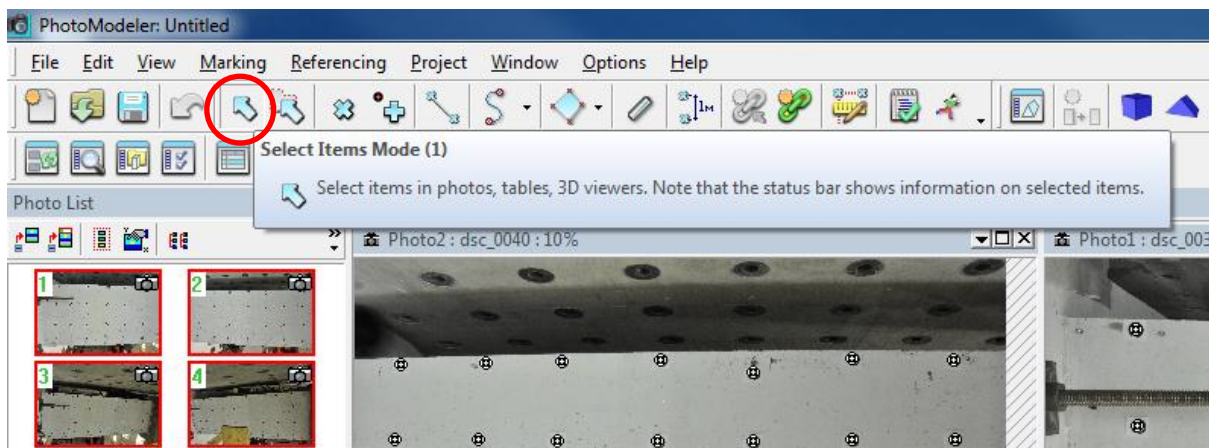 PhotoModeler: Untitled
File Edit View Marking Referencing Project Window Options Help
1M
Select Items Mode (1)
Select items in photos, tables, 3D viewers. Note that the status bar shows information on selected items.
Photo List
»
Photo2 : dsc_0040 : 10%
Photo1 : dsc_003
1 2
3 4